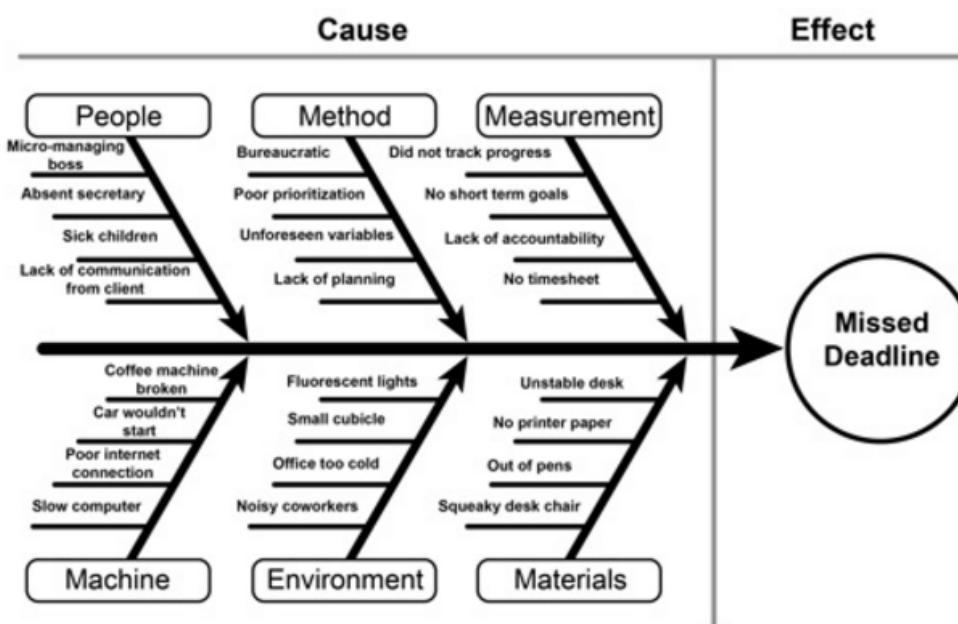 Cause
Effect
People
Method
Measurement
Micro-managing
boss
Absent secretary
Sick children
Lack of communication
from client
Bureaucratic
Poor prioritization
Unforeseen variables
Lack of planning
Did not track progress
No short term goals
Lack of accountability
No timesheet
Missed
Deadline
Coffee machine
broken
Car wouldn't
start
Poor internet
connection
Slow computer
Fluorescent lights
Small cubicle
Office too cold
Noisy coworkers
Unstable desk
No printer paper
Out of pens
Squeaky desk chair
Machine
Environment
Materials